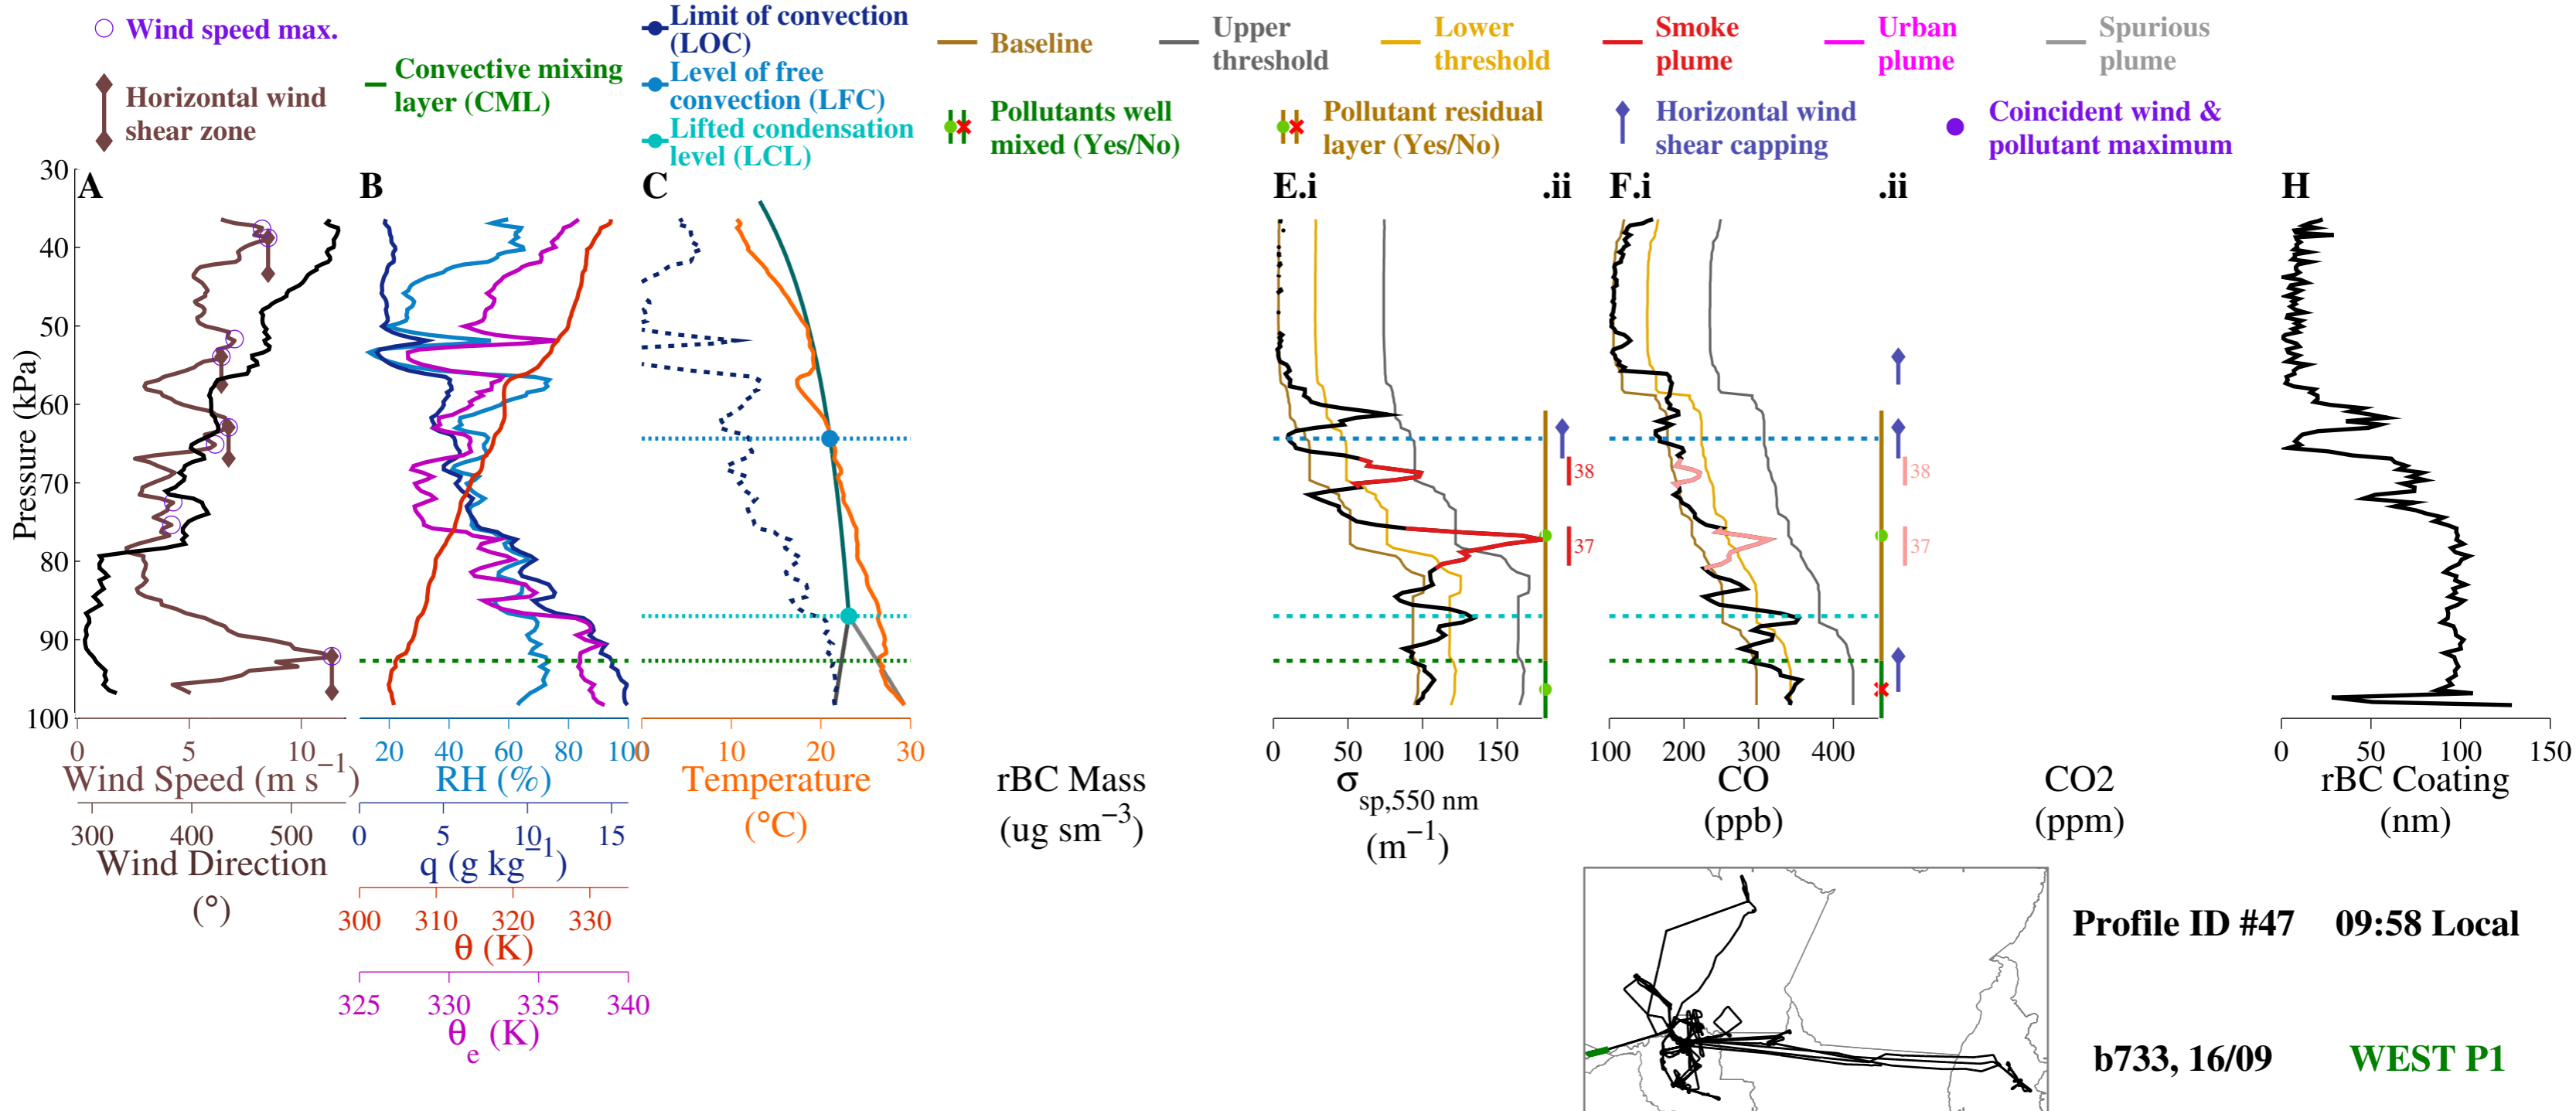 Wind speed max.
Horizontal wind
shear zone
Convective mixing
layer (CML)
Limit of convection
(LOC)
Level of free
convection (LFC)
Lifted condensation
level (LCL)
Baseline
Upper
threshold
Lower
threshold
Smoke
plume
Urban
plume
Spurious
plume
Pollutants well
mixed (Yes/No)
Pollutant residual
layer (Yes/No)
Horizontal wind
shear capping
Coincident wind &
pollutant maximum
A
B
C
E.i
.ii
F.i
.ii
H
30
40
50
60
70
80
90
100
Pressure (kPa)
38
37
38
37
0 5 10
Wind Speed (m s−1)
300 400 500
Wind Direction
(°)
20 40 60 80 100
RH (%)
0 5 10 15
q (g kg−1)
300 310 320 330
θ (K)
325 330 335 340
θe (K)
0 10 20 30
Temperature
(°C)
rBC Mass
(ug sm−3)
0 50 100 150
σsp,550 nm
(m−1)
100 200 300 400
CO
(ppb)
CO2
(ppm)
0 50 100 150
rBC Coating
(nm)
Profile ID #47 09:58 Local
b733, 16/09 WEST P1